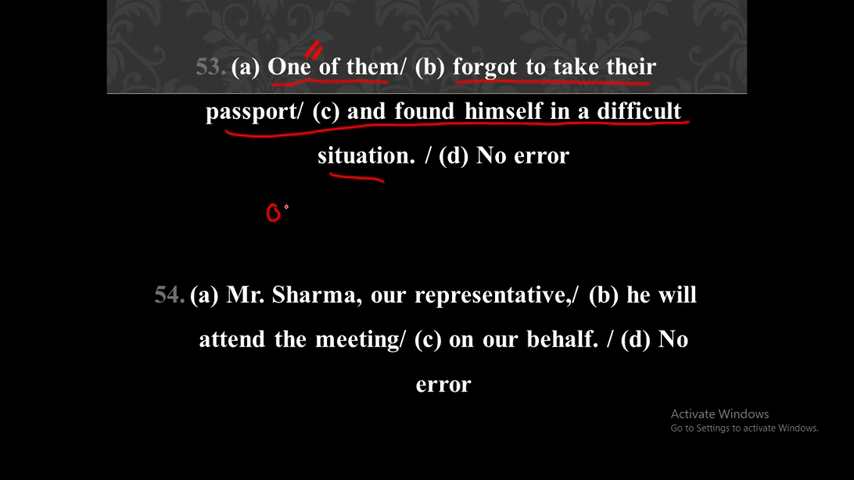 53. (a) One of them/ (b) forgot to take their
passport/ (c) and found himself in a difficult
situation. / (d) No error
0
54. (a) Mr. Sharma, our representative,/ (b) he will
attend the meeting/ (c) on our behalf. / (d) No
error
Activate Windows
Go to Settings to activate Windows.